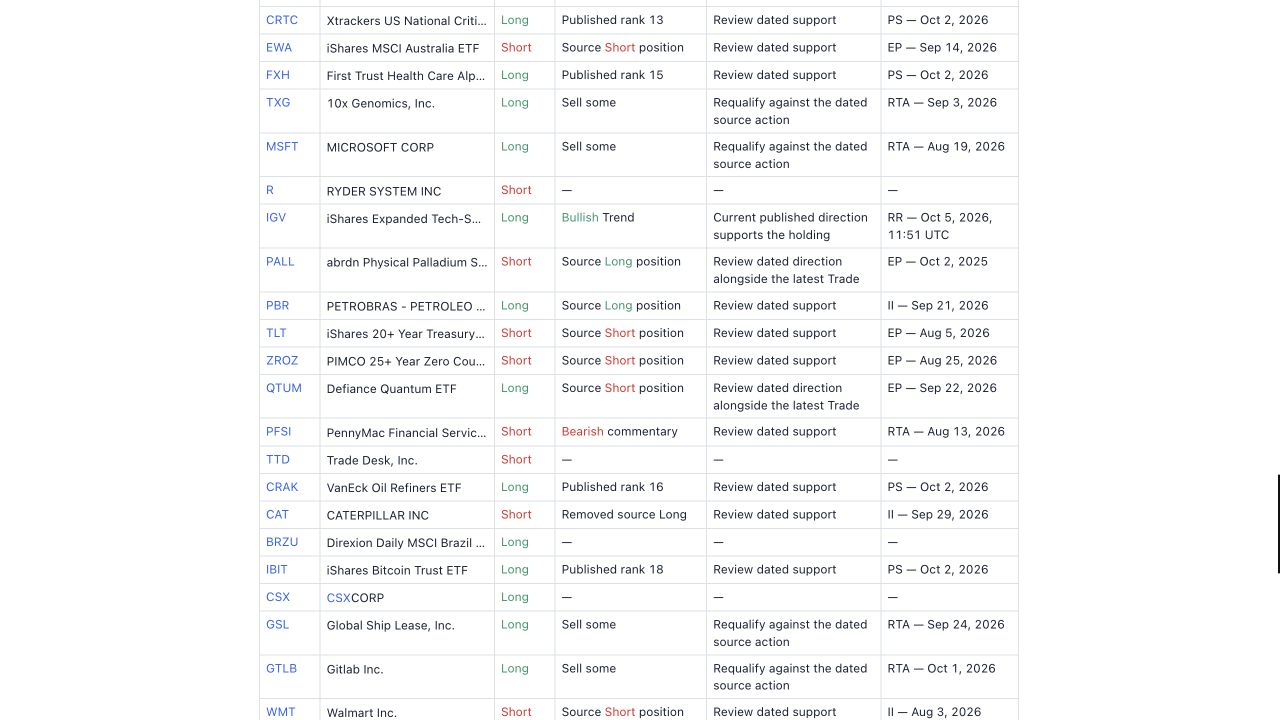 CRTC Xtrackers US National Criti... Long Published rank 13 Review dated support PS — Oct 2, 2026
EWA iShares MSCI Australia ETF Short Source Short position Review dated support EP — Sep 14, 2026
FXH First Trust Health Care Alp... Long Published rank 15 Review dated support PS — Oct 2, 2026
TXG 10x Genomics, Inc. Long Sell some Requalify against the dated RTA — Sep 3, 2026
source action
MSFT MICROSOFT CORP Long Sell some Requalify against the dated RTA — Aug 19, 2026
source action
R RYDER SYSTEM INC Short — — —
IGV iShares Expanded Tech-S... Long Bullish Trend Current published direction RR — Oct 5, 2026,
supports the holding 11:51 UTC
PALL abrdn Physical Palladium S... Short Source Long position Review dated direction EP — Oct 2, 2025
alongside the latest Trade
PBR PETROBRAS - PETROLEO ... Long Source Long position Review dated support II — Sep 21, 2026
TLT iShares 20+ Year Treasury... Short Source Short position Review dated support EP — Aug 5, 2026
ZROZ PIMCO 25+ Year Zero Cou... Short Source Short position Review dated support EP — Aug 25, 2026
QTUM Defiance Quantum ETF Long Source Short position Review dated direction EP — Sep 22, 2026
alongside the latest Trade
PFSI PennyMac Financial Servic... Short Bearish commentary Review dated support RTA — Aug 13, 2026
TTD Trade Desk, Inc. Short — — —
CRAK VanEck Oil Refiners ETF Long Published rank 16 Review dated support PS — Oct 2, 2026
CAT CATERPILLAR INC Short Removed source Long Review dated support II — Sep 29, 2026
BRZU Direxion Daily MSCI Brazil ... Long — — —
IBIT iShares Bitcoin Trust ETF Long Published rank 18 Review dated support PS — Oct 2, 2026
CSX CSXCORP Long — — —
GSL Global Ship Lease, Inc. Long Sell some Requalify against the dated RTA — Sep 24, 2026
source action
GTLB Gitlab Inc. Long Sell some Requalify against the dated RTA — Oct 1, 2026
source action
WMT Walmart Inc. Short Source Short position Review dated support II — Aug 3, 2026